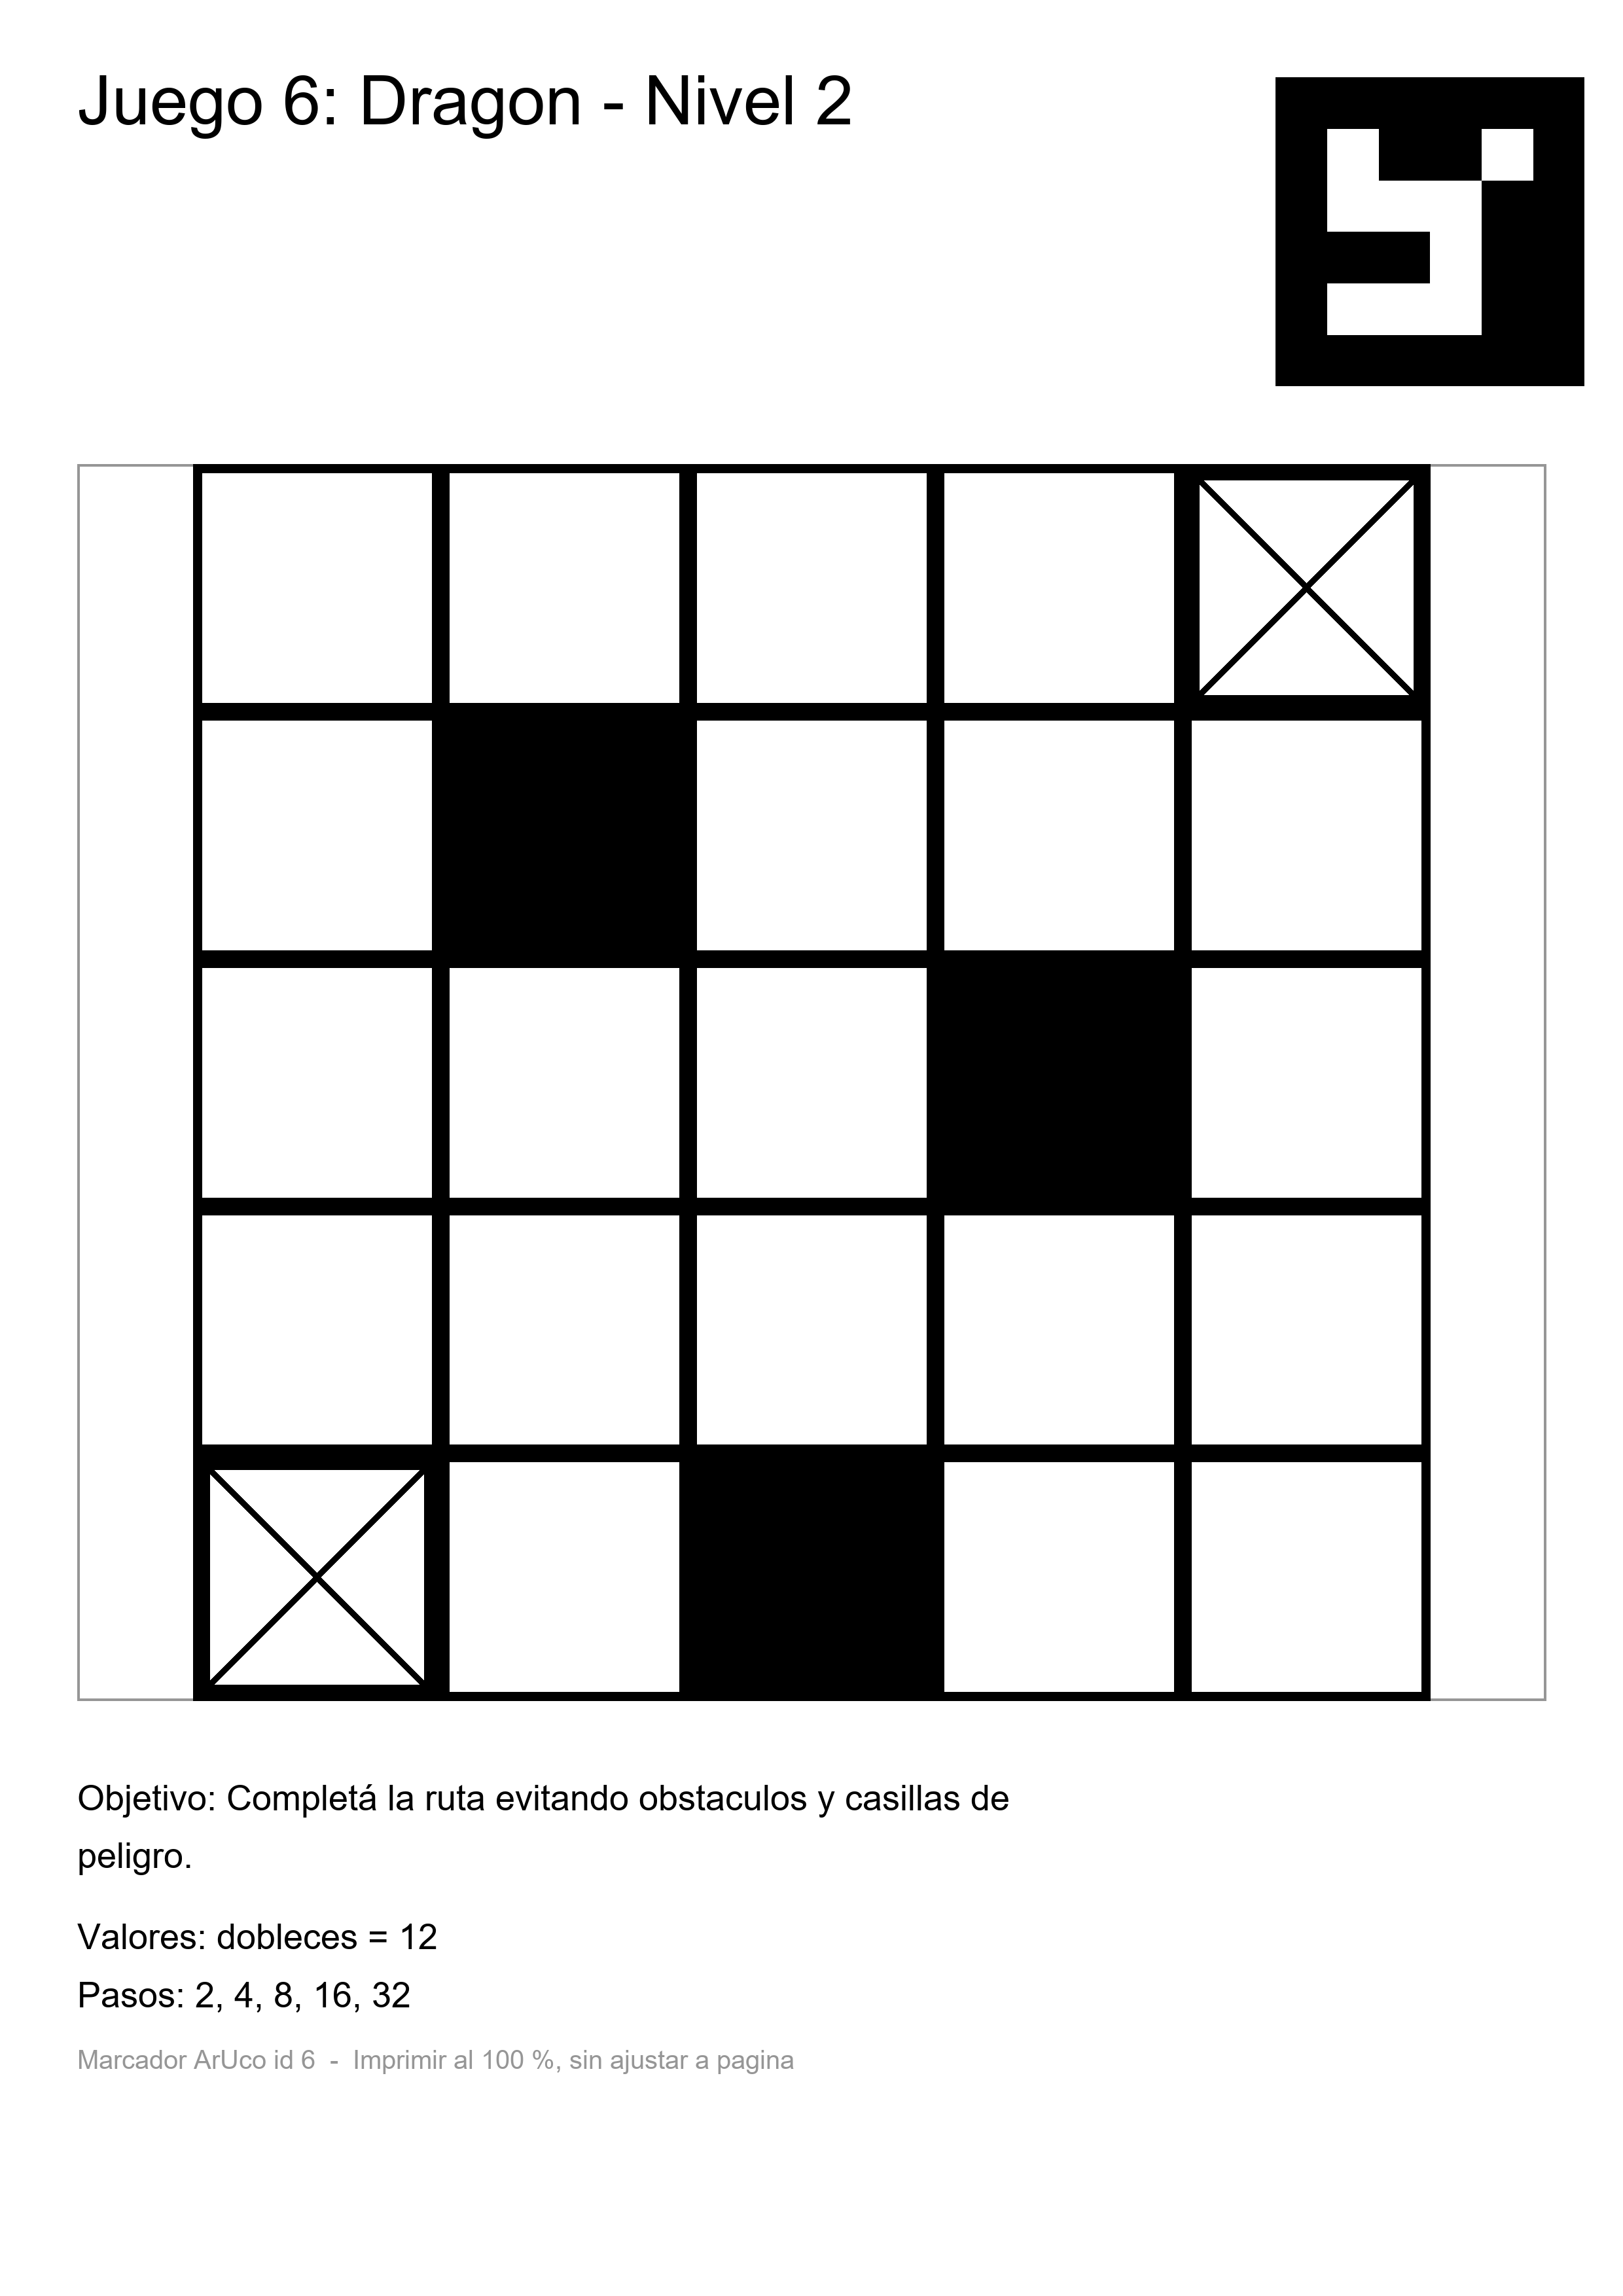 Juego 6: Dragon - Nivel 2
Objetivo: Completá la ruta evitando obstaculos y casillas de
peligro.
Valores: dobleces = 12
Pasos: 2, 4, 8, 16, 32
Marcador ArUco id 6 - Imprimir al 100 %, sin ajustar a pagina